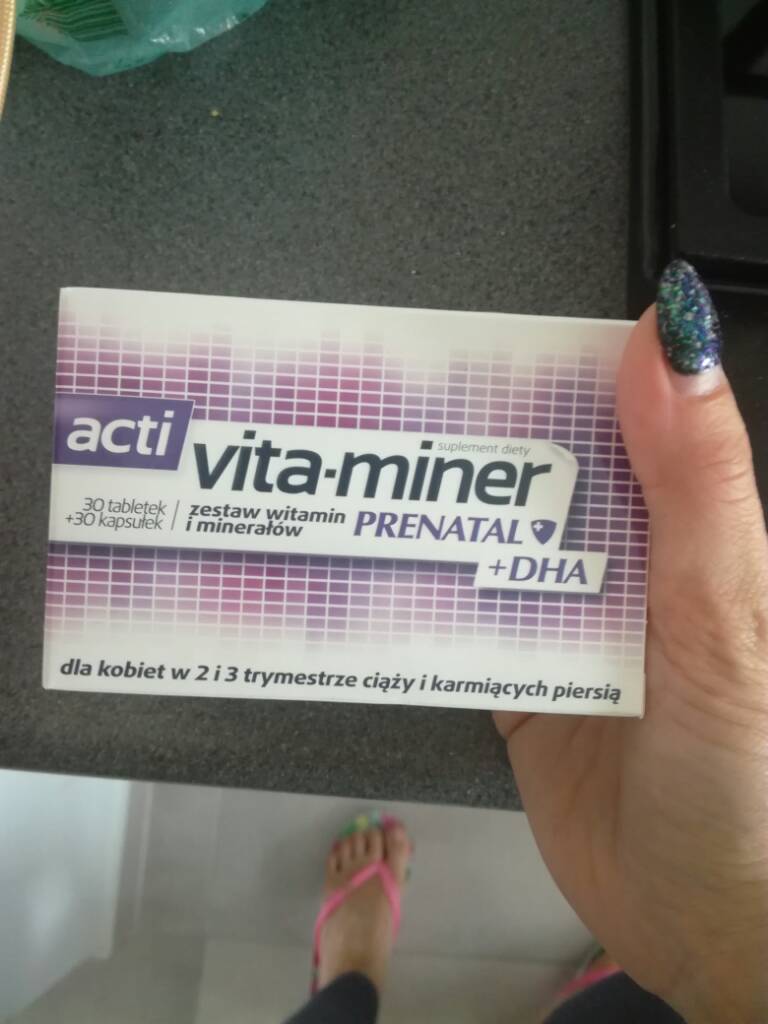 acti
suplement diety
vita-miner
30 tabletek
+30 kapsułek
zestaw witamin
i minerałów
PRENATAL
+DHA
dla kobiet w 2 i 3 trymestrze ciąży i karmiących piersią